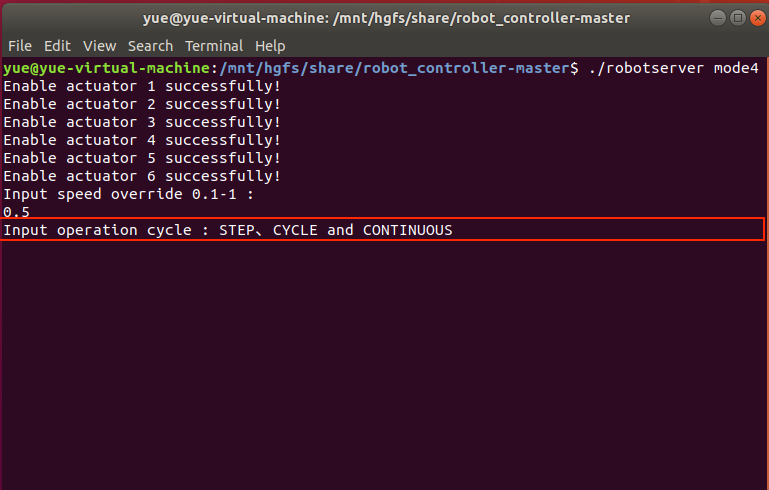 yue@yue-virtual-machine: /mnt/hgfs/share/robot_controller-master
File Edit View Search Terminal Help
yue@yue-virtual-machine:/mnt/hgfs/share/robot_controller-master$ ./robotserver mode4
Enable actuator 1 successfully!
Enable actuator 2 successfully!
Enable actuator 3 successfully!
Enable actuator 4 successfully!
Enable actuator 5 successfully!
Enable actuator 6 successfully!
Input speed override 0.1-1 :
0.5
Input operation cycle : STEP、CYCLE and CONTINUOUS